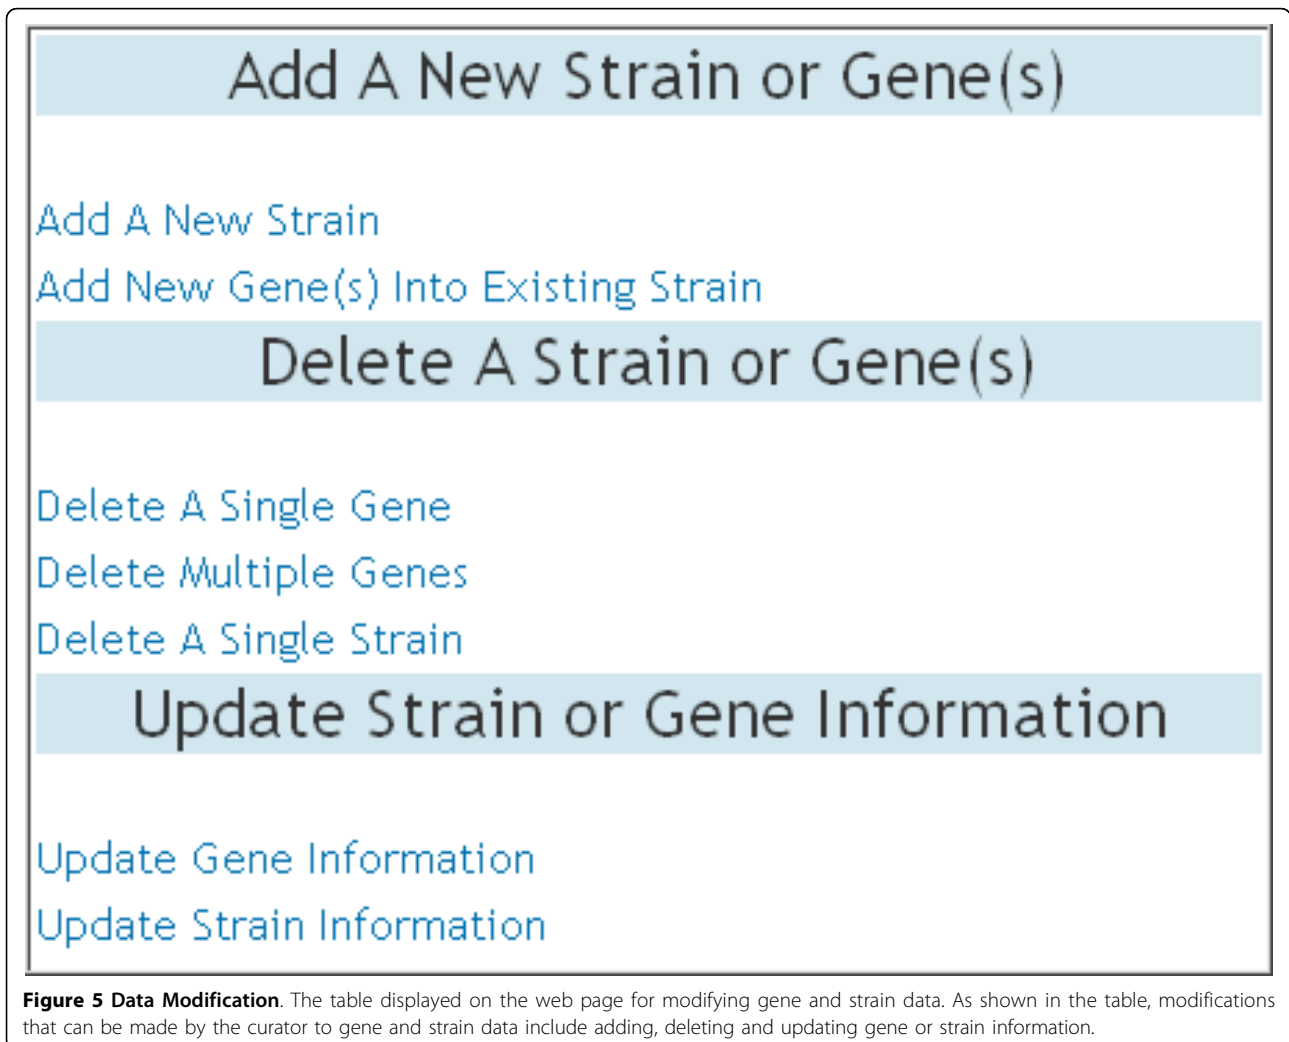 Add A New Strain or Gene(s)
Add A New Strain
Add New Gene(s) Into Existing Strain
Delete A Strain or Gene(s)
Delete A Single Gene
Delete Multiple Genes
Delete A Single Strain
Update Strain or Gene Information
Update Gene Information
Update Strain Information
Figure 5 Data Modification. The table displayed on the web page for modifying gene and strain data. As shown in the table, modifications
that can be made by the curator to gene and strain data include adding, deleting and updating gene or strain information.